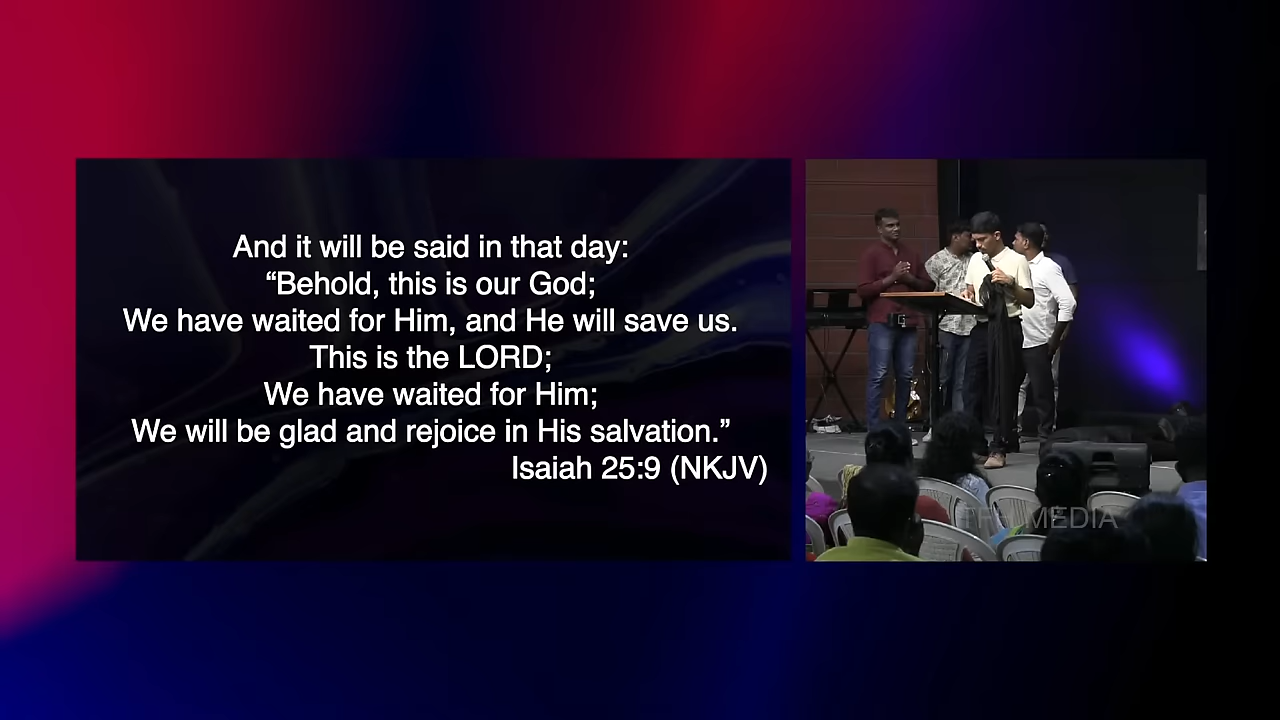 And it will be said in that day:
“Behold, this is our God;
We have waited for Him, and He will save us.
This is the LORD;
We have waited for Him;
We will be glad and rejoice in His salvation.”
Isaiah 25:9 (NKJV)
MEDIA